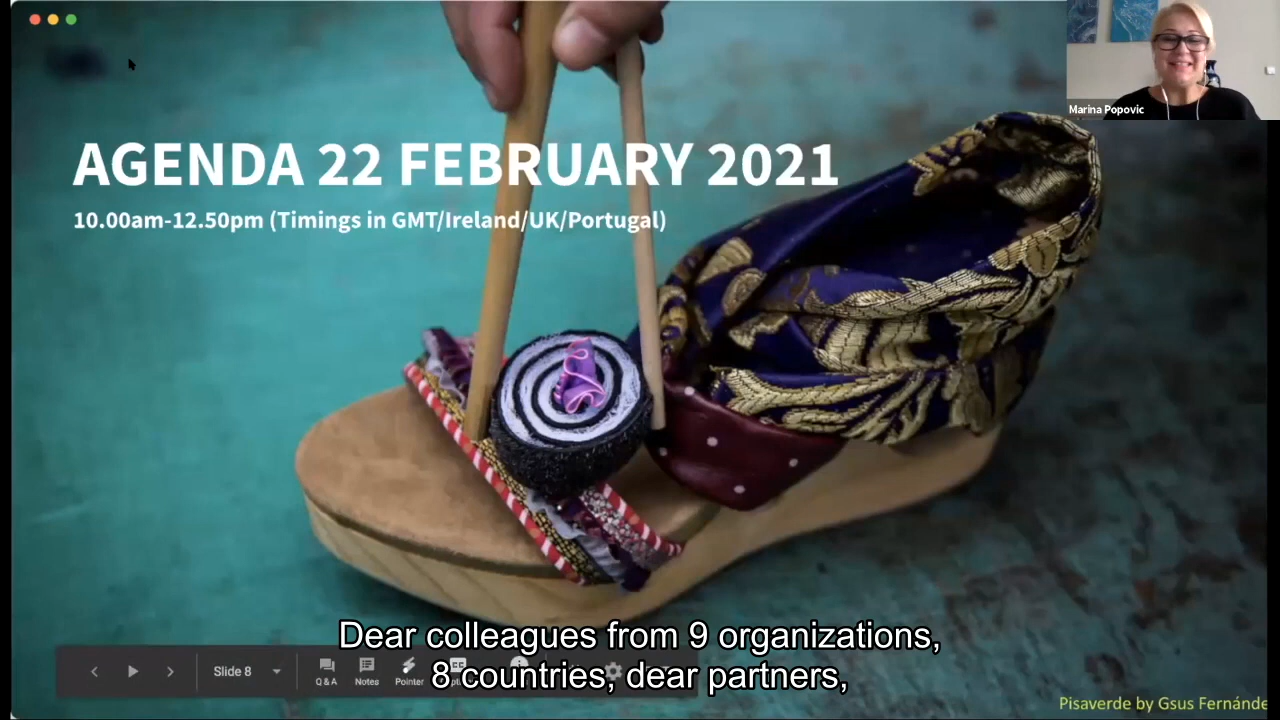 Marina Popovic
AGENDA 22 FEBRUARY 2021
10.00am-12.50pm (Timings in GMT/Ireland/UK/Portugal)
Dear colleagues from 9 organizations,
8 countries, dear partners,
Slide 8
Q & A
Notes
Pointer
Pisaverde by Gsus Fernánde